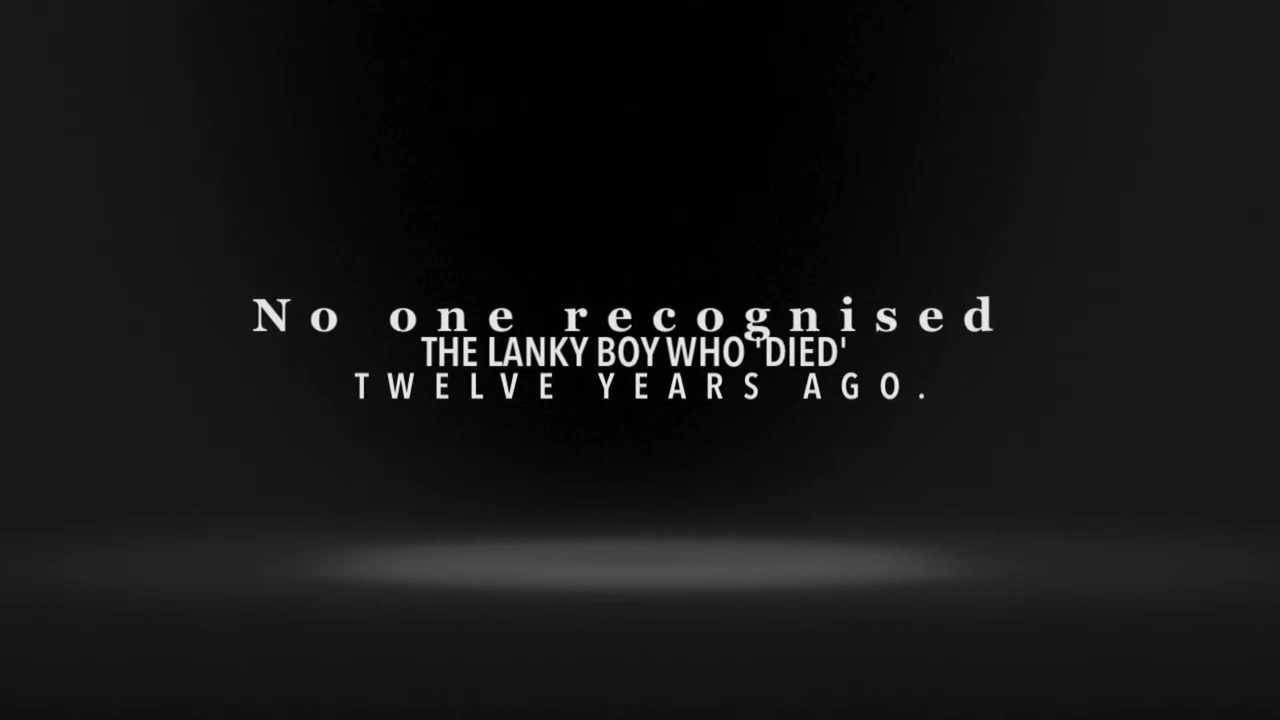 No one recognised
THE LANKY BOY WHO 'DIED'
TWELVE YEARS AGO.